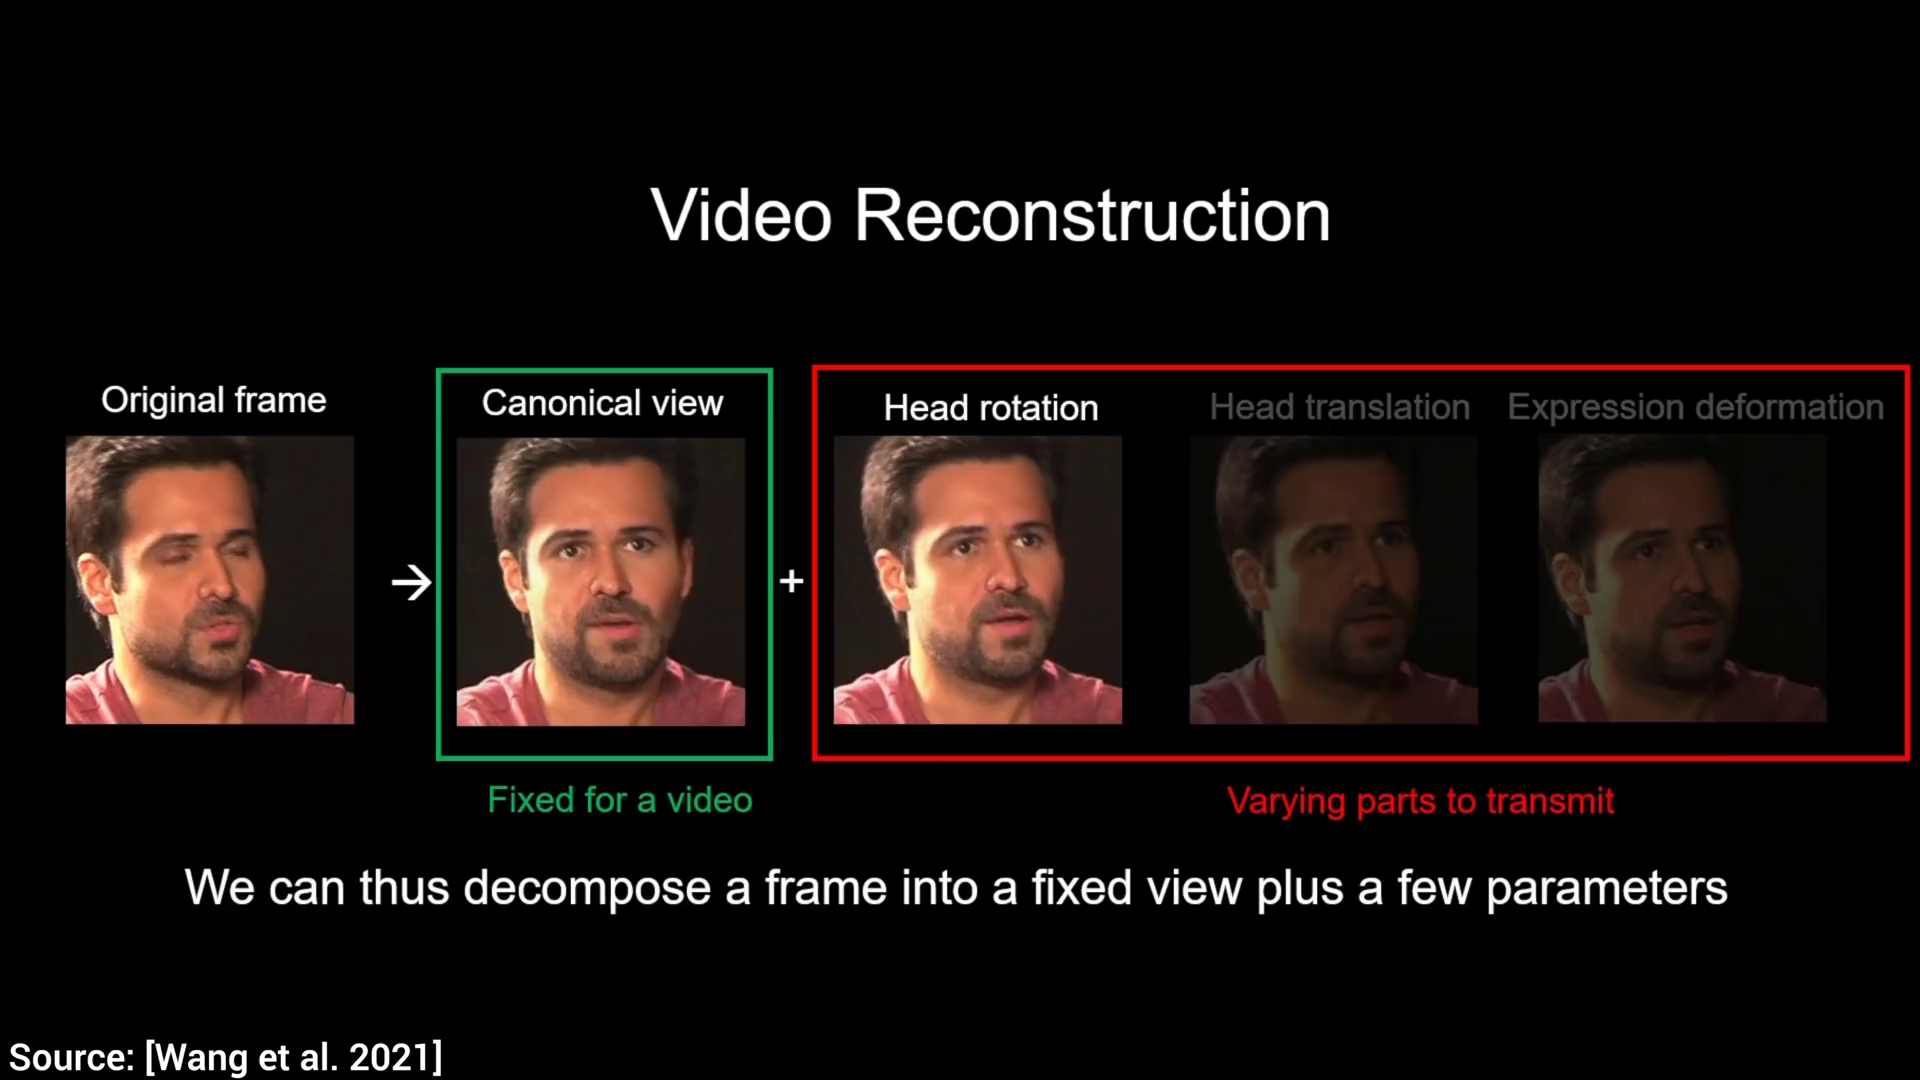 Video Reconstruction
Original frame
Canonical view
Head rotation
Head translation
Expression deformation
→
+
Fixed for a video
Varying parts to transmit
We can thus decompose a frame into a fixed view plus a few parameters
Source: [Wang et al. 2021]